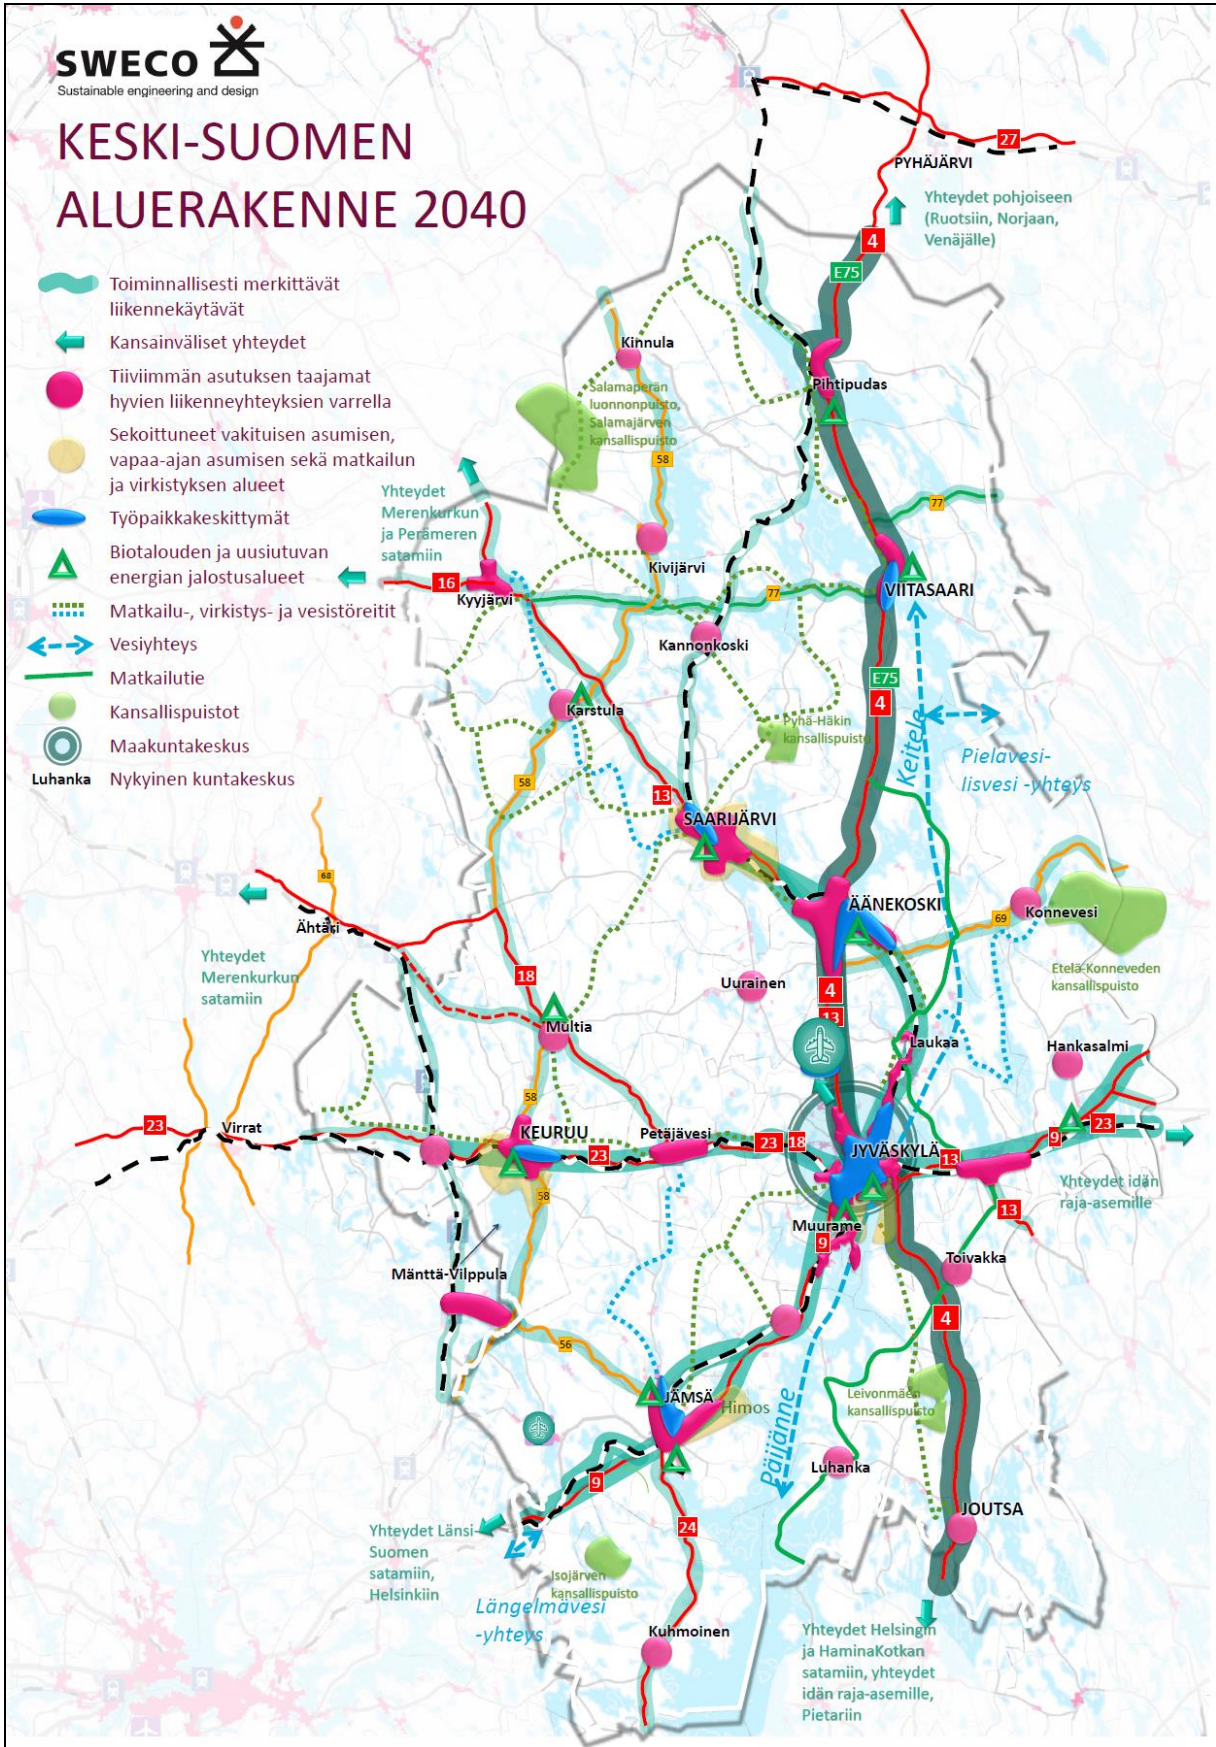 SWECO
Sustainable engineering and design
KESKI-SUOMEN
ALUERAKENNE 2040
Toiminnallisesti merkittävät
liikennekäytävät
Kansainväliset yhteydet
Tiiviimmän asutuksen taajamat
hyvien liikenneyhteyksien varrella
Sekoittuneet vakituisen asumisen,
vapaa-ajan asumisen sekä matkailun
ja virkistyksen alueet
Työpaikkakeskittymät
Biotalouden ja uusiutuvan
energian jalostusalueet
Matkailu-, virkistys- ja vesistöreitit
Vesiyhteys
Matkailutie
Kansallispuistot
Maakuntakeskus
Luhanka Nykyinen kuntakeskus
27
PYHÄJÄRVI
Yhteydet pohjoiseen
(Ruotsiin, Norjaan,
Venäjälle)
4
E75
Kinnula
Pihtipudas
Salamaperän
luonnonpuisto,
Salamajärven
kansallispuisto
58
Yhteydet
Merenkurkun
ja Perämeren
satamiin
77
Kivijärvi
16
Kyyjärvi
77
VIITASAARI
Kannonkoski
E75
4
Karstula
Pyhä-Häkin
kansallispuisto
Keitele
Pielavesi-
Iisvesi -yhteys
58
13
SAARIJÄRVI
68
ÄÄNEKOSKI
Konnevesi
69
Ähtäri
Yhteydet
Merenkurkun
satamiin
18
Uurainen
4
13
Etelä-Konneveden
kansallispuisto
Multia
Laukaa
Hankasalmi
58
23
Virrat
KEURUU
23
Petäjävesi
23
18
JYVÄSKYLÄ
13
9
23
Yhteydet idän
raja-asemille
58
13
Muurame
9
Toivakka
Mänttä-Vilppula
4
56
JÄMSÄ
Himos
Leivonmäen
kansallispuisto
Päijänne
Luhanka
9
24
JOUTSA
Yhteydet Länsi-
Suomen
satamiin,
Helsinkiin
Isojärven
kansallispuisto
Längelmävesi
-yhteys
Kuhmoinen
Yhteydet Helsingin
ja HaminaKotkan
satamiin, yhteydet
idän raja-asemille,
Pietariin